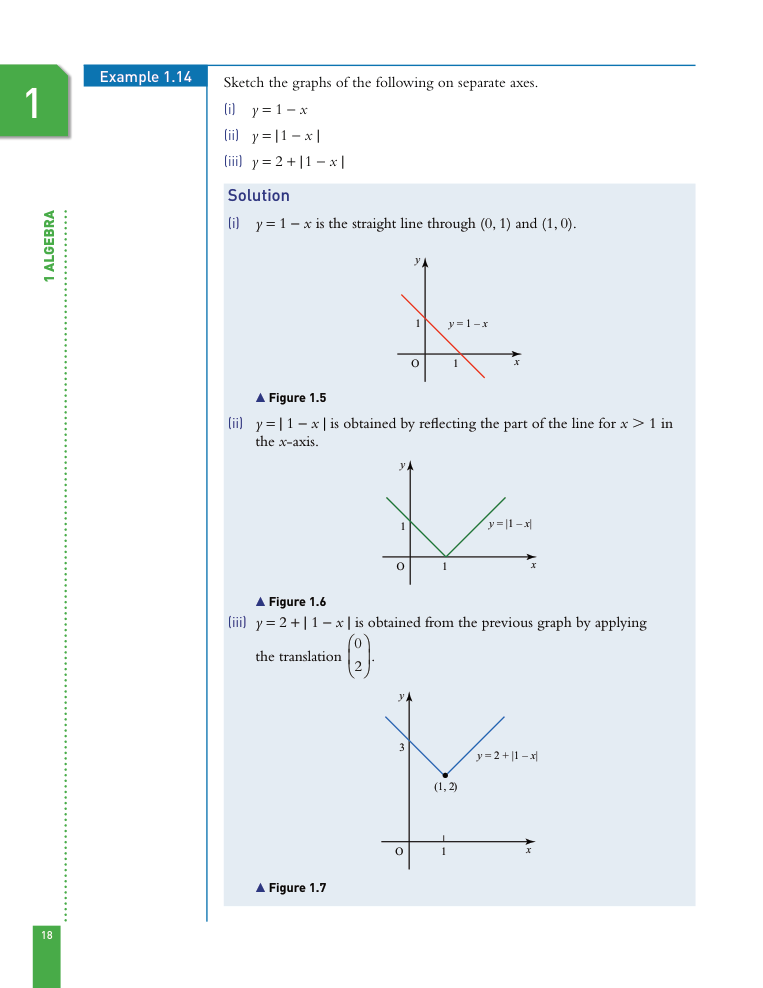 Example 1.14
1
Sketch the graphs of the following on separate axes.
(i) y = 1 − x
(ii) y = | 1 − x |
(iii) y = 2 + | 1 − x |
1 ALGEBRA
Solution
(i) y = 1 − x is the straight line through (0, 1) and (1, 0).
y
1
y = 1 – x
O
1
x
▲ Figure 1.5
(ii) y = | 1 − x | is obtained by reflecting the part of the line for x > 1 in
the x-axis.
y
1
y = |1 – x|
O
1
x
▲ Figure 1.6
(iii) y = 2 + | 1 − x | is obtained from the previous graph by applying
the translation (0 2).
y
3
y = 2 + |1 – x|
(1, 2)
O
1
x
▲ Figure 1.7
18